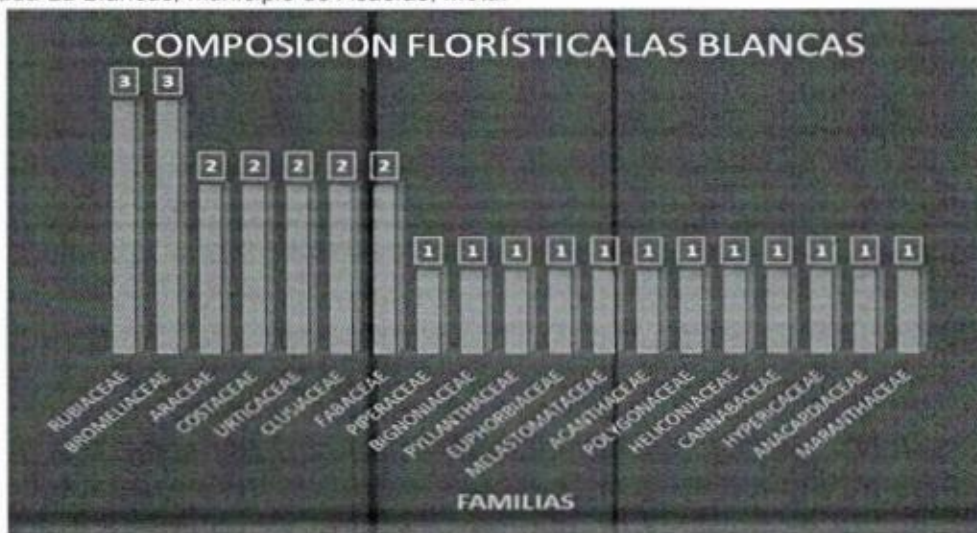 COMPOSICIÓN FLORÍSTICA LAS BLANCAS
3 3 2 2 2 2 2 1 1 1 1 1 1 1 1 1 1 1 1
RUBIACEAE
BROMELIACEAE
ARACEAE
COSTACEAE
URTICACEAE
CLUSIACEAE
FABACEAE
PIPERACEAE
BIGNONIACEAE
PYLLANTHACEAE
EUPHORBIACEAE
MELASTOMATACEAE
ACANTHACEAE
POLYGONACEAE
HELICONIACEAE
CANNABACEAE
HYPERICACEAE
ANACARDIACEAE
MARANTHACEAE
FAMILIAS